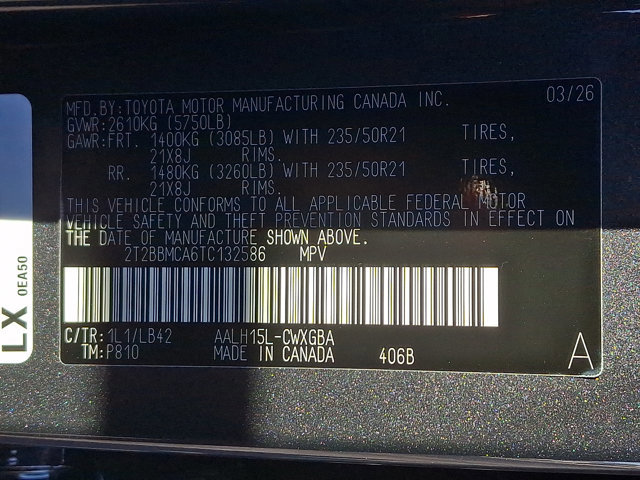 MFD. BY: TOYOTA MOTOR MANUFACTURING CANADA INC. 03/26
GVWR: 2610KG (5750LB)
GAWR: FRT. 1400KG (3085LB) WITH 235/50R21 TIRES,
21X8J RIMS.
RR. 1480KG (3260LB) WITH 235/50R21 TIRES,
21X8J RIMS.
THIS VEHICLE CONFORMS TO ALL APPLICABLE FEDERAL MOTOR
VEHICLE SAFETY AND THEFT PREVENTION STANDARDS IN EFFECT ON
THE DATE OF MANUFACTURE SHOWN ABOVE.
2T2BBMCA6TC132586 MPV
C/TR: 1L1/LB42 AALH15L-CWXGBA
TM: P810 MADE IN CANADA 406B A
LX 0EA50